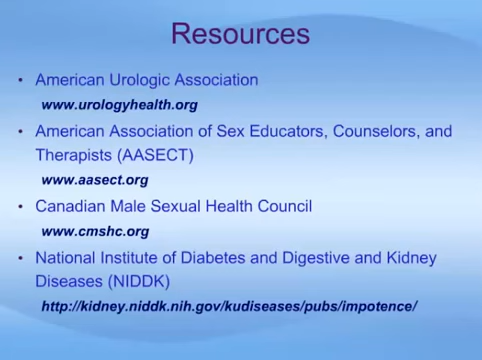 Resources
• American Urologic Association
www.urologyhealth.org
• American Association of Sex Educators, Counselors, and
Therapists (AASECT)
www.aasect.org
• Canadian Male Sexual Health Council
www.cmshc.org
• National Institute of Diabetes and Digestive and Kidney
Diseases (NIDDK)
http://kidney.niddk.nih.gov/kudiseases/pubs/impotence/